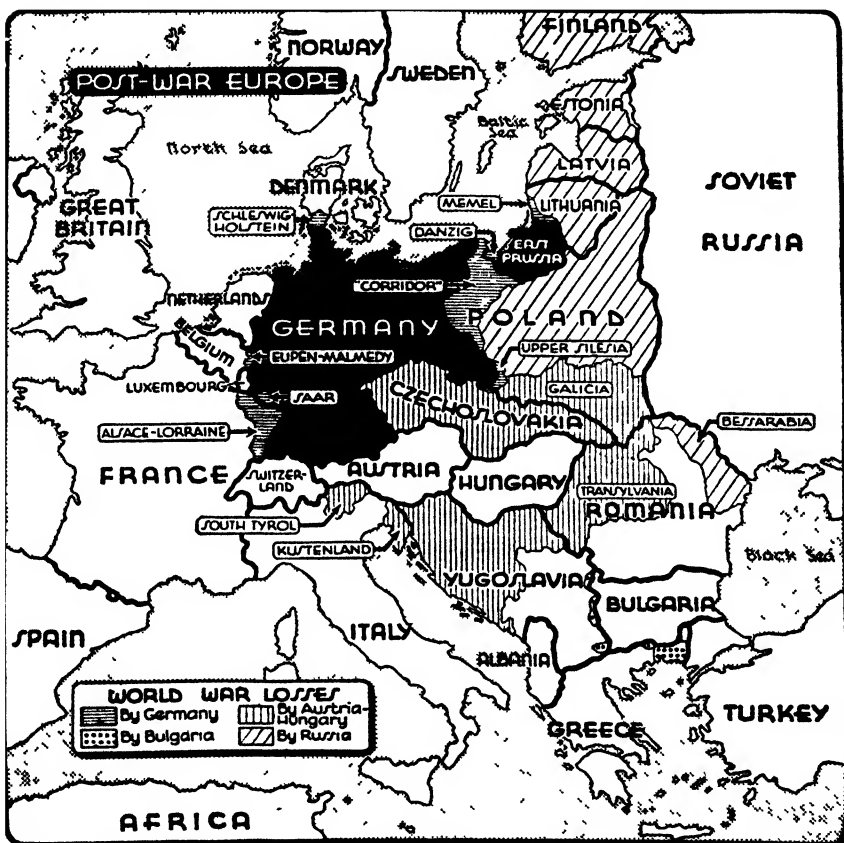 NORWAY
FINLAND
SWEDEN
POST-WAR EUROPE
ESTONIA
Baltic
Sea
North Sea
LATVIA
SOVIET
RUSSIA
DENMARK
MEMEL
LITHUANIA
GREAT
BRITAIN
SCHLESWIG
HOLSTEIN
DANZIG
EAST
PRUSSIA
"CORRIDOR"
NETHERLANDS
GERMANY
POLAND
BELGIUM
EUPEN-MALMEDY
UPPER SILESIA
LUXEMBOURG
SAAR
GALICIA
CZECHOSLOVAKIA
ALSACE-LORRAINE
BESSARABIA
FRANCE
SWITZER-
LAND
AUSTRIA
HUNGARY
TRANSYLVANIA
ROMANIA
SOUTH TYROL
KUSTENLAND
Black Sea
YUGOSLAVIA
BULGARIA
SPAIN
ITALY
ALBANIA
WORLD WAR LOSSES
By Germany
By Austria-
Hungary
By Bulgaria
By Russia
GREECE
TURKEY
AFRICA